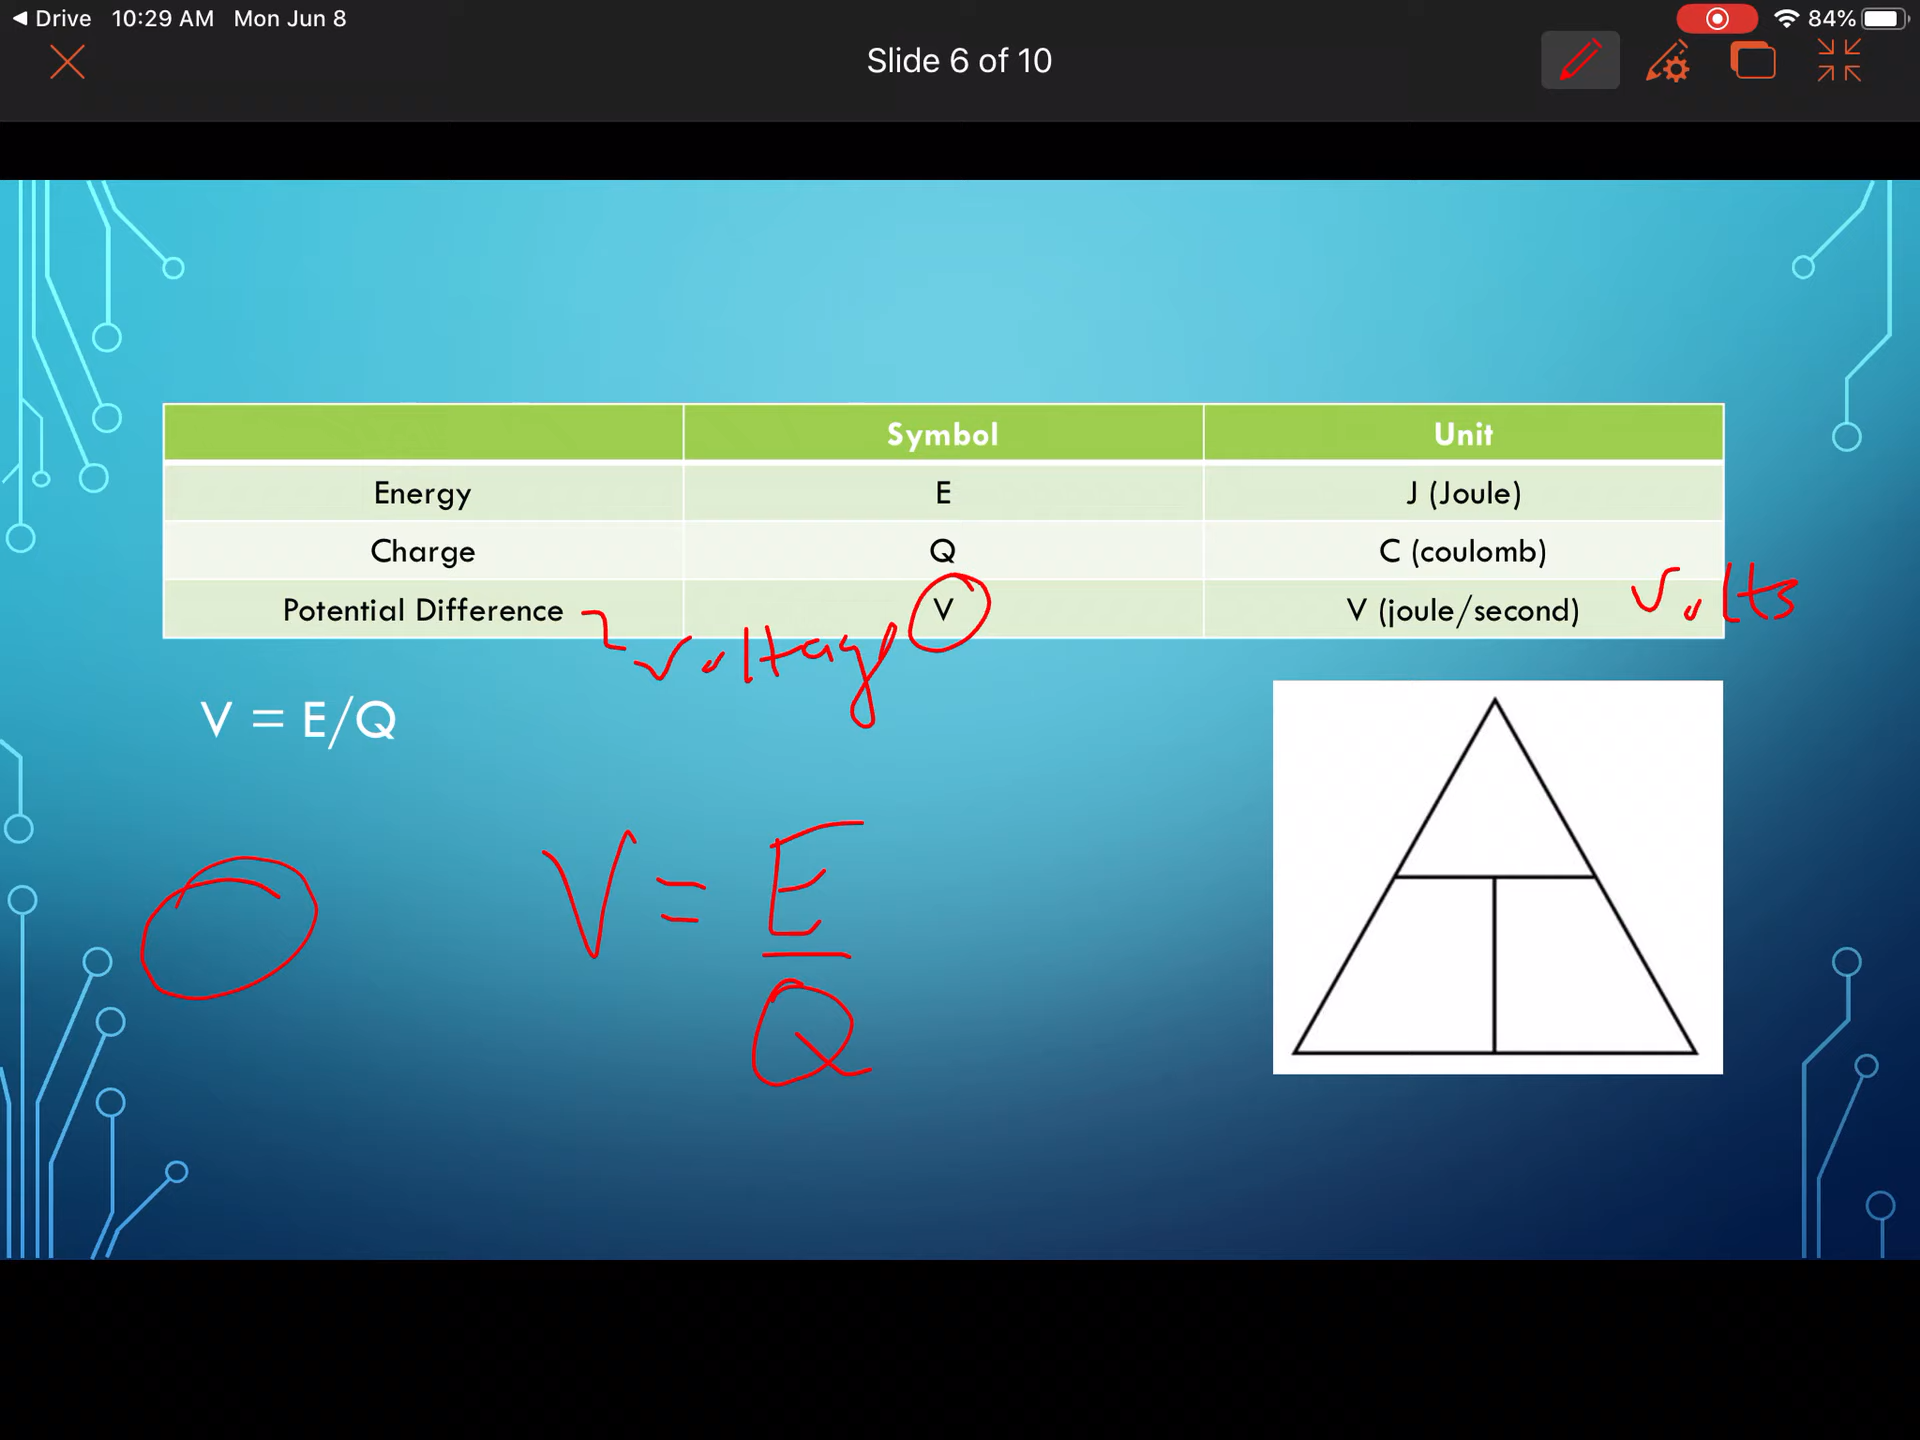 Drive 10:29 AM Mon Jun 8 84%
Slide 6 of 10
Symbol Unit
Energy E J (Joule)
Charge Q C (coulomb)
Potential Difference V V (joule/second) Volts
Voltage
V = E/Q
V = E
Q